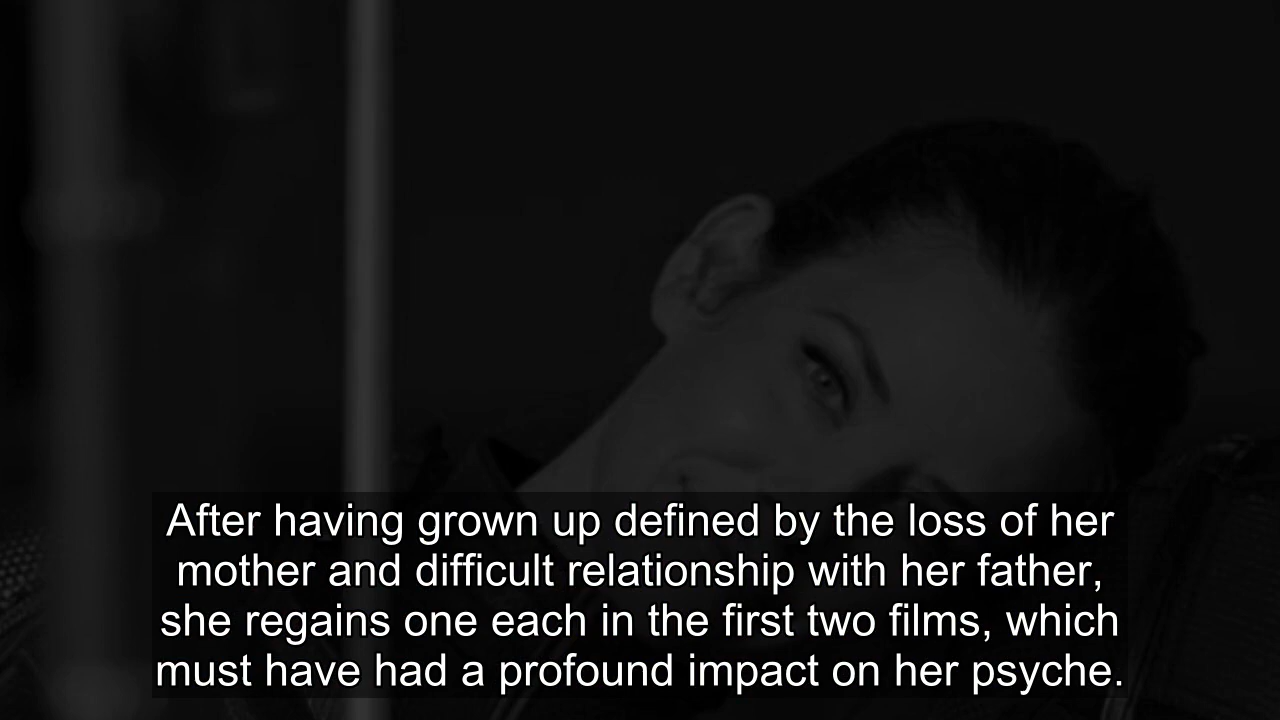 After having grown up defined by the loss of her
mother and difficult relationship with her father,
she regains one each in the first two films, which
must have had a profound impact on her psyche.